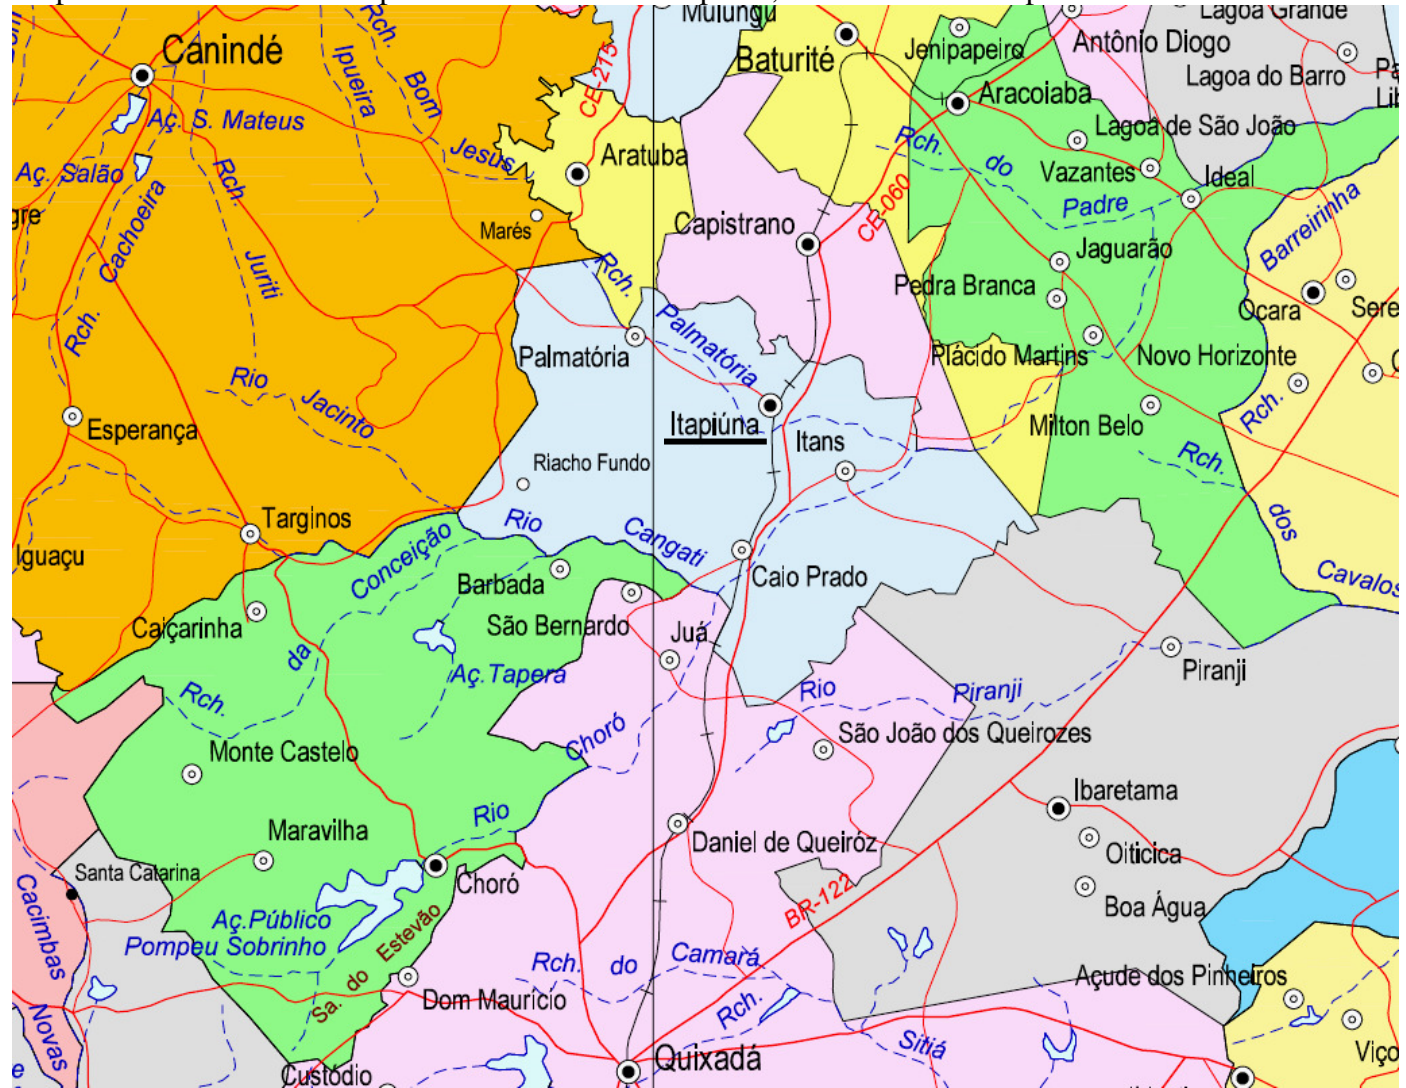 Mulungu
Lagoa Grande
Canindé
Rch.
Ipueira
Rch.
Bom
Jesus
CE-215
Baturité
Jenipapeiro
Antônio Diogo
Lagoa do Barro
Aracoiaba
Aç. S. Mateus
Aç. Salão
Rch.
Juriti
Cachoeira
Rch.
Aratuba
Marés
Lagoa de São João
Rch. do Padre
Vazantes
Ideal
Capistrano
CE-060
Jaguarão
Barreirinha
Pedra Branca
Ocara
Rch.
Palmatória
Palmatória
Plácido Martins
Novo Horizonte
Rio Jacinto
Esperança
Itapiúna
Itans
Milton Belo
Rch.
Riacho Fundo
Rch.
dos
Cavalos
Targinos
Rio Cangati
Iguaçu
Conceição
da
Rch.
Barbada
Caio Prado
Caiçarinha
São Bernardo
Juá
Piranji
Aç.Tapera
Rio Piranji
Choró
Rio
Monte Castelo
São João dos Queirozes
Ibaretama
Maravilha
Daniel de Queiróz
Oiticica
Santa Catarina
Choró
BR-122
Boa Água
Cacimbas
Novas
Aç.Público
Pompeu Sobrinho
Sa. do Estevão
Rch. do Camará
Açude dos Pinheiros
Dom Maurício
Rch.
Sitiá
Quixadá
Custódio